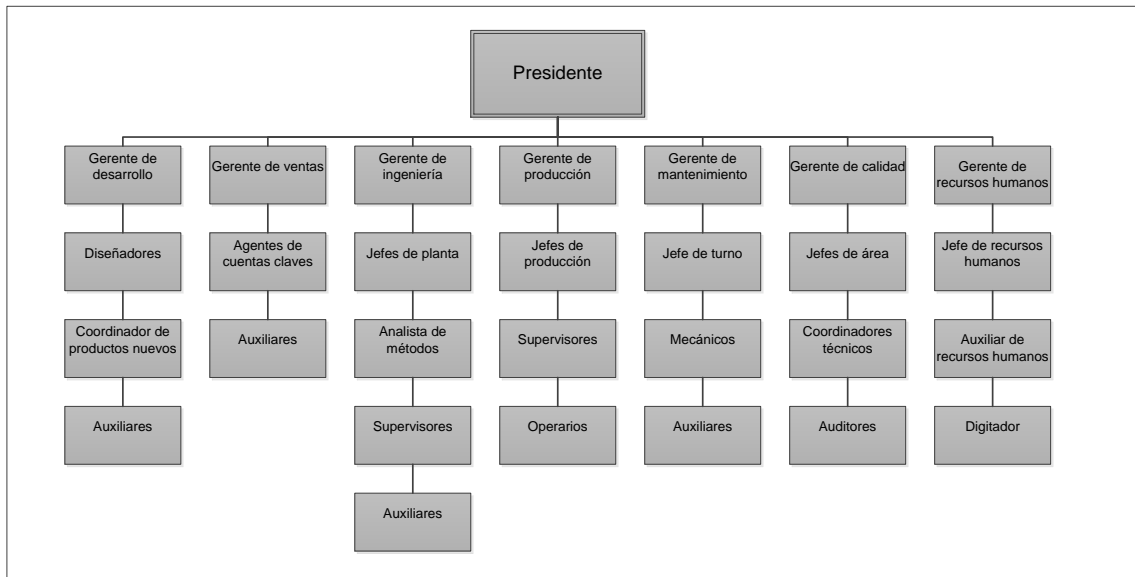 Presidente
Gerente de
desarrollo
Gerente de ventas
Gerente de
ingeniería
Gerente de
producción
Gerente de
mantenimiento
Gerente de calidad
Gerente de
recursos humanos
Diseñadores
Agentes de
cuentas claves
Jefes de planta
Jefes de
producción
Jefe de turno
Jefes de área
Jefe de recursos
humanos
Coordinador de
productos nuevos
Auxiliares
Analista de
métodos
Supervisores
Mecánicos
Coordinadores
técnicos
Auxiliar de
recursos humanos
Auxiliares
Supervisores
Operarios
Auxiliares
Auditores
Digitador
Auxiliares